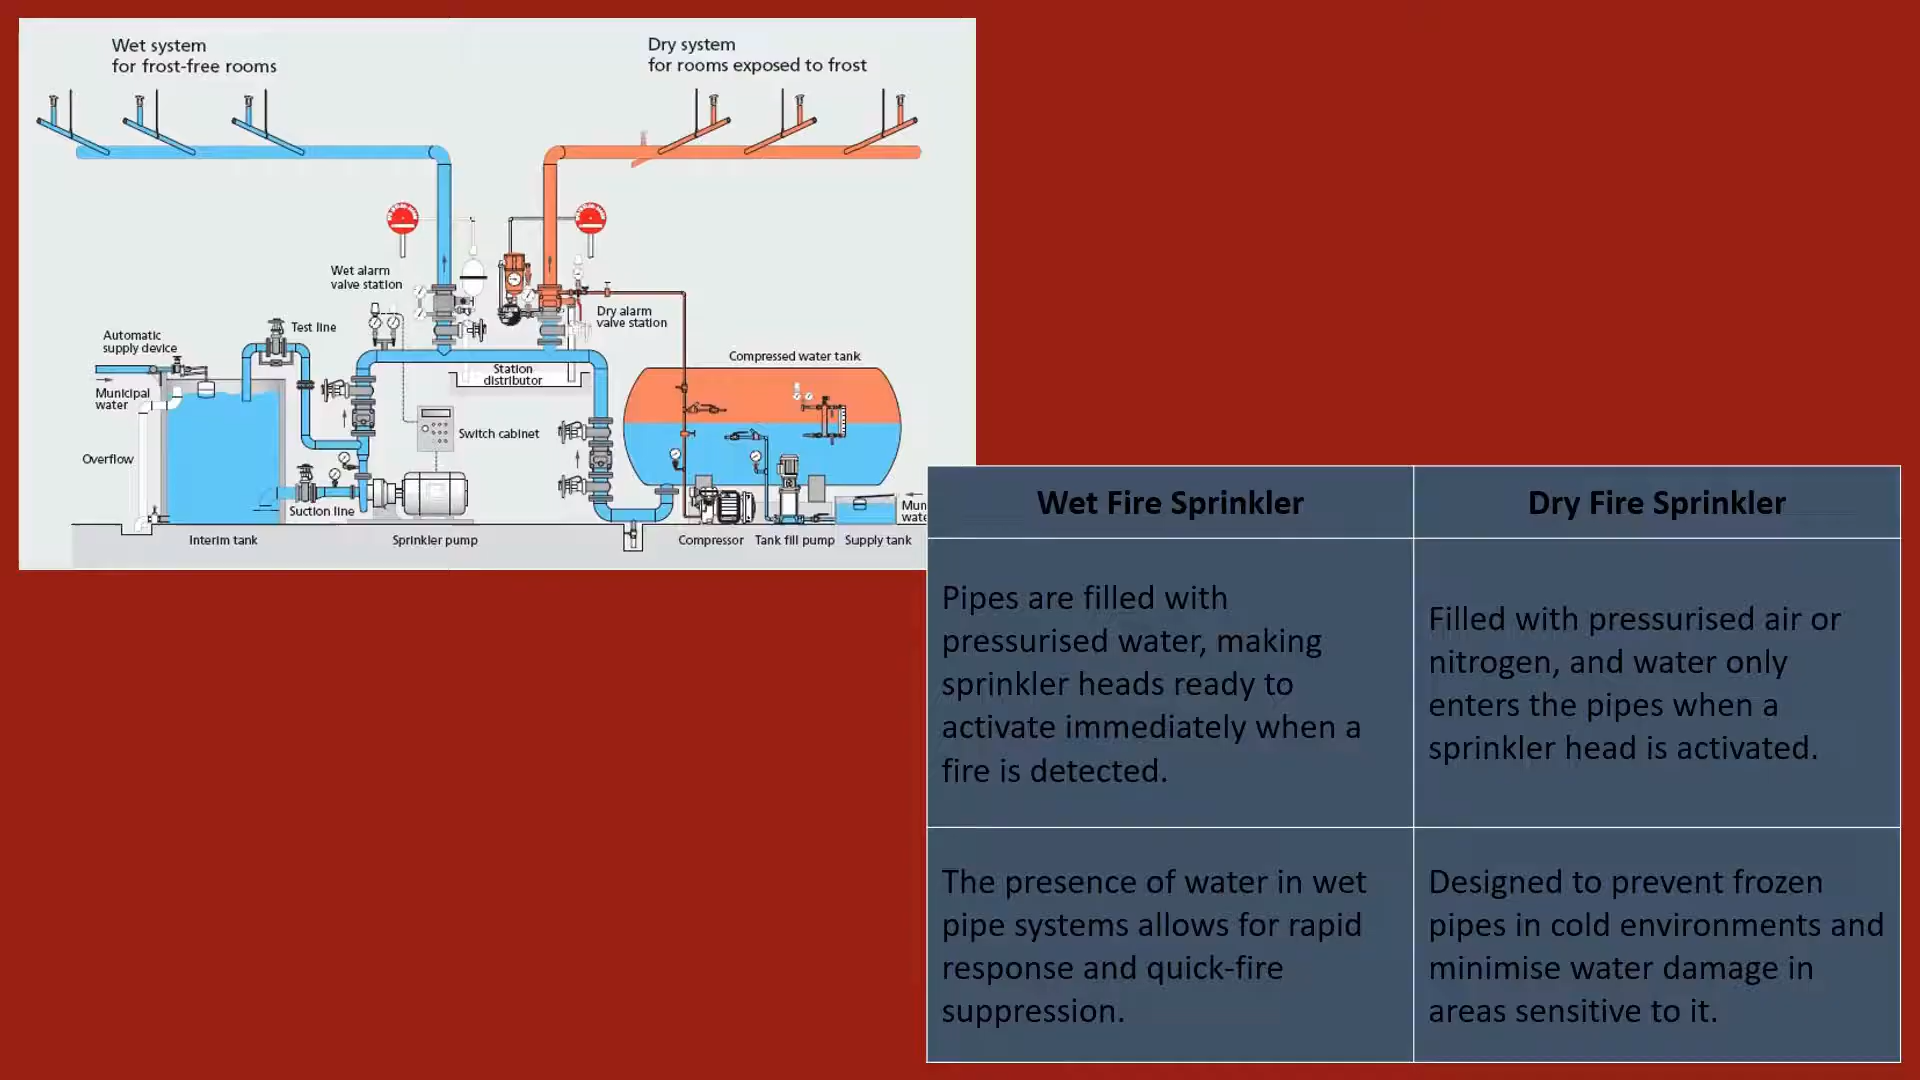 Wet system
for frost-free rooms
Dry system
for rooms exposed to frost
Wet alarm
valve station
Dry alarm
valve station
Automatic
supply device
Test line
Station
distributor
Compressed water tank
Municipal
water
Switch cabinet
Overflow
Suction line
Interim tank
Sprinkler pump
Compressor
Tank fill pump
Supply tank
Wet Fire Sprinkler
Dry Fire Sprinkler
Pipes are filled with
pressurised water, making
sprinkler heads ready to
activate immediately when a
fire is detected.
Filled with pressurised air or
nitrogen, and water only
enters the pipes when a
sprinkler head is activated.
The presence of water in wet
pipe systems allows for rapid
response and quick-fire
suppression.
Designed to prevent frozen
pipes in cold environments and
minimise water damage in
areas sensitive to it.